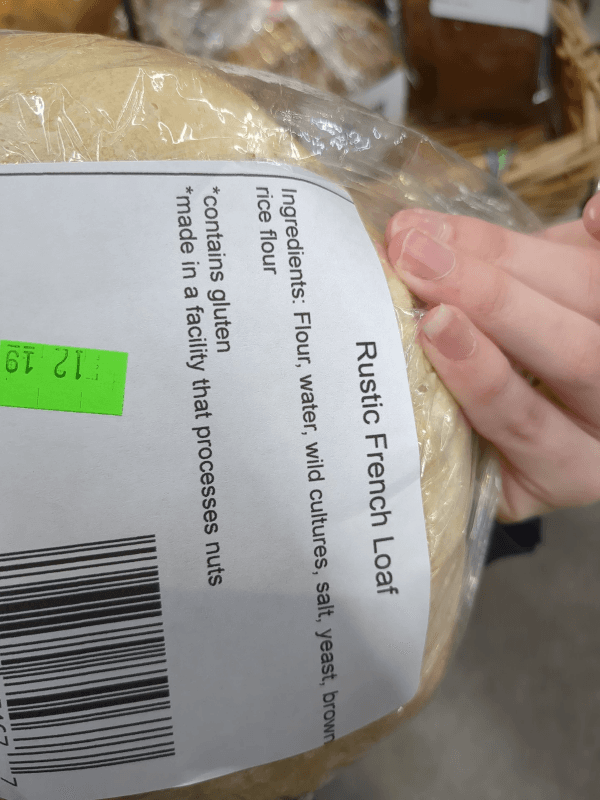 Rustic French Loaf
Ingredients: Flour, water, wild cultures, salt, yeast, brown
rice flour
*contains gluten
*made in a facility that processes nuts
12 19